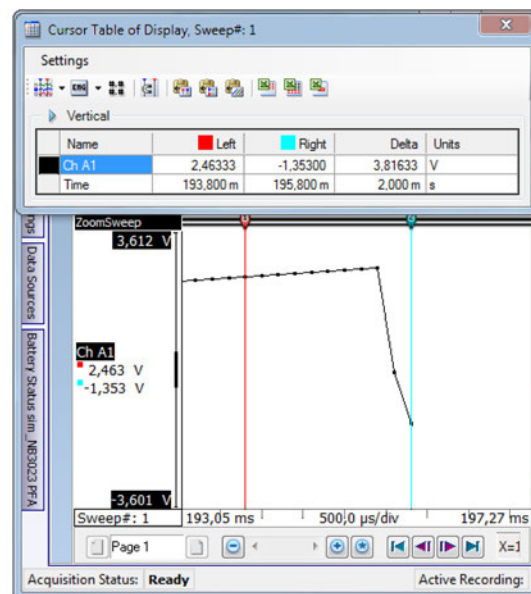 Cursor Table of Display, Sweep#: 1
Settings
Vertical
Name Left Right Delta Units
Ch A1 2,46333 -1,35300 3,81633 V
Time 193,800 m 195,800 m 2,000 m s
ngs
Data Sources
Battery Status sim_NB3023 PFA
ZoomSweep
3,612 V
Ch A1
2,463 V
-1,353 V
-3,601 V
Sweep#: 1 193,05 ms 500,0 µs/div 197,27 ms
Page 1 X=1
Acquisition Status: Ready Active Recording: